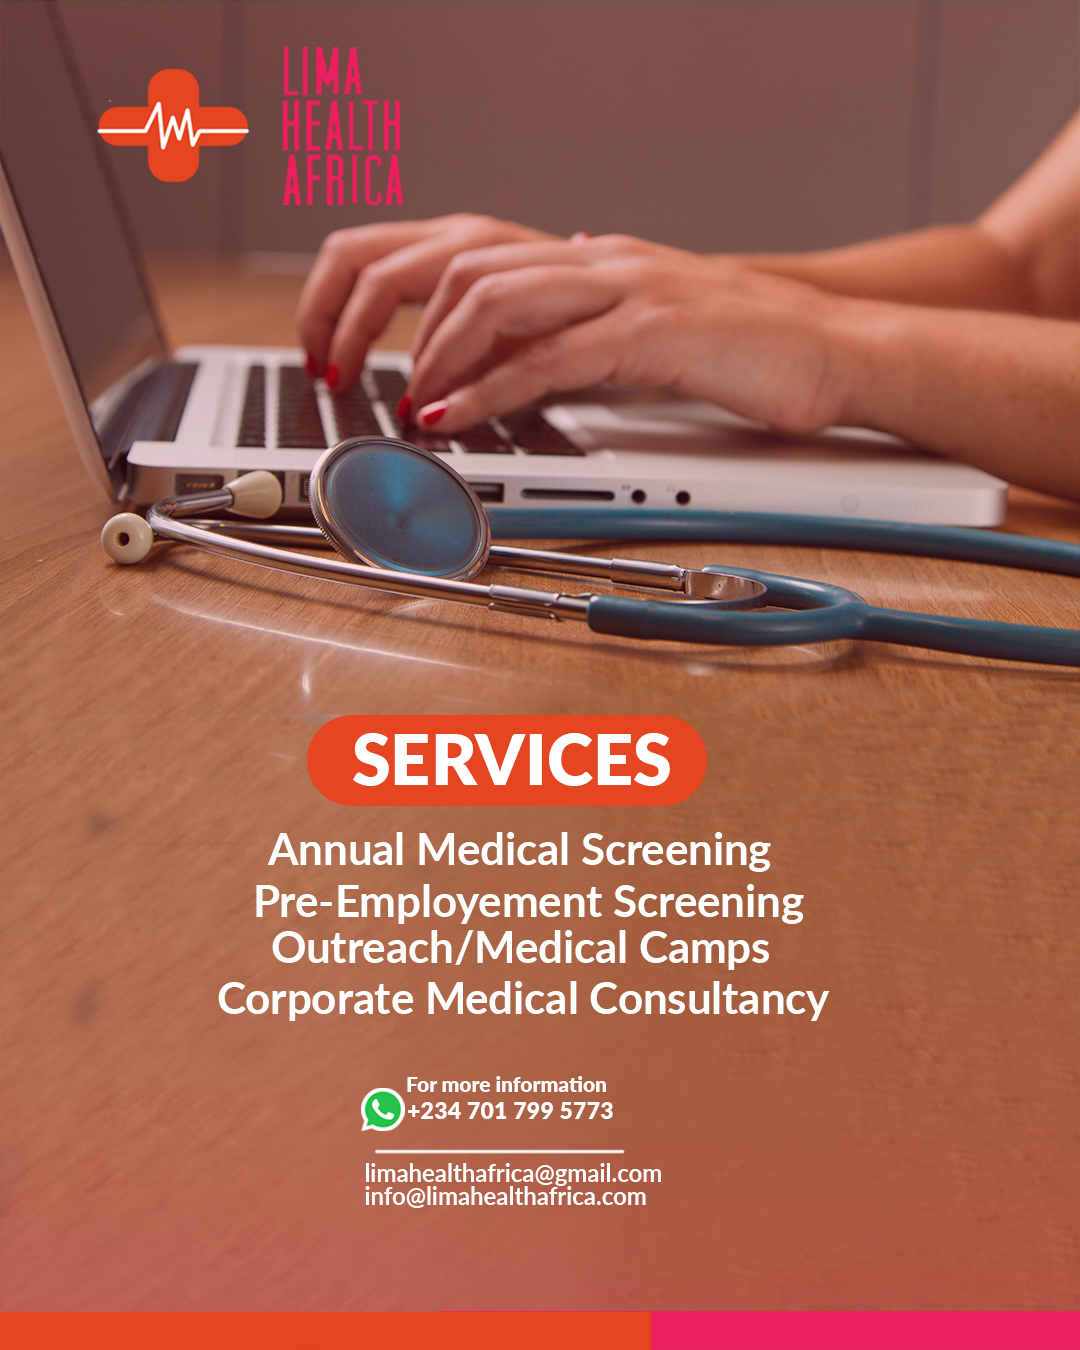 LIMA
HEALTH
AFRICA
SERVICES
Annual Medical Screening
Pre-Employement Screening
Outreach/Medical Camps
Corporate Medical Consultancy
For more information
+234 701 799 5773
limahealthafrica@gmail.com
info@limahealthafrica.com